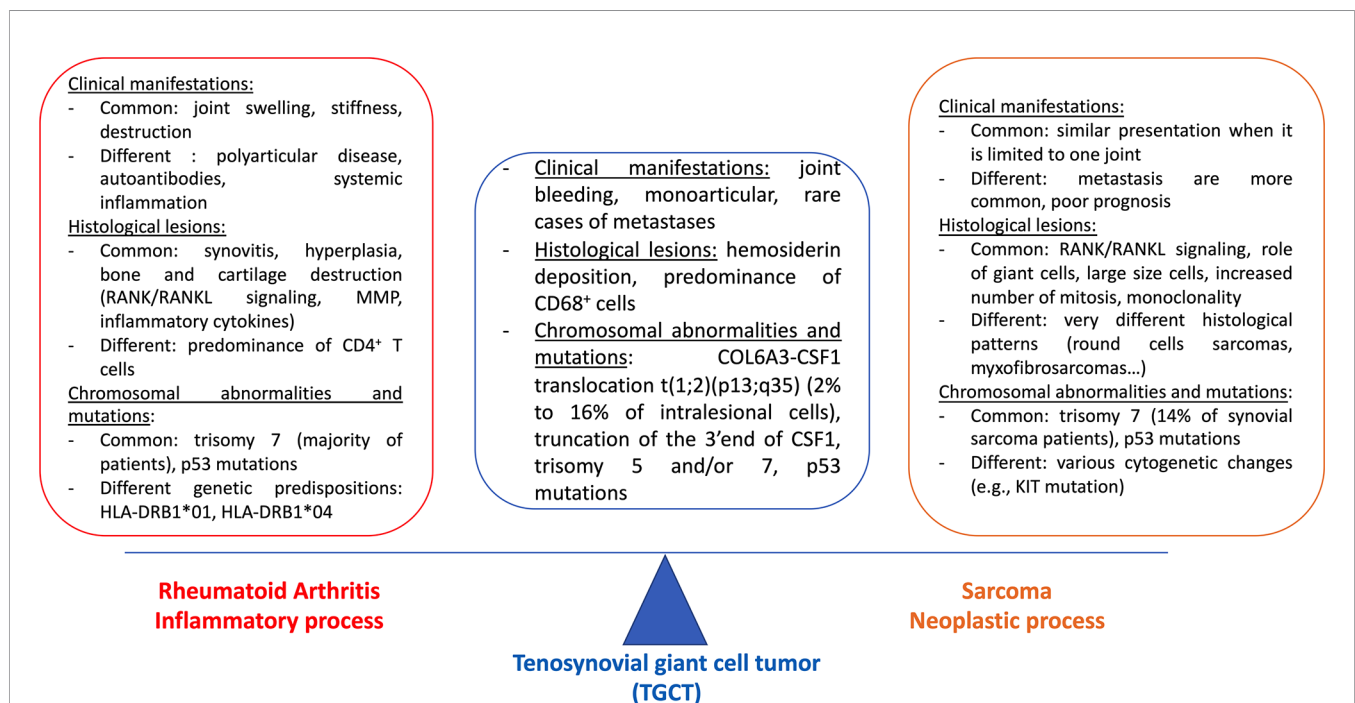 Clinical manifestations:
- Common: joint swelling, stiffness,
destruction
- Different : polyarticular disease,
autoantibodies, systemic
inflammation
Histological lesions:
- Common: synovitis, hyperplasia,
bone and cartilage destruction
(RANK/RANKL signaling, MMP,
inflammatory cytokines)
- Different: predominance of CD4⁺ T
cells
Chromosomal abnormalities and
mutations:
- Common: trisomy 7 (majority of
patients), p53 mutations
- Different genetic predispositions:
HLA-DRB1*01, HLA-DRB1*04
- Clinical manifestations: joint
bleeding, monoarticular, rare
cases of metastases
- Histological lesions: hemosiderin
deposition, predominance of
CD68⁺ cells
- Chromosomal abnormalities and
mutations: COL6A3-CSF1
translocation t(1;2)(p13;q35) (2%
to 16% of intralesional cells),
truncation of the 3'end of CSF1,
trisomy 5 and/or 7, p53
mutations
Clinical manifestations:
- Common: similar presentation when it
is limited to one joint
- Different: metastasis are more
common, poor prognosis
Histological lesions:
- Common: RANK/RANKL signaling, role
of giant cells, large size cells, increased
number of mitosis, monoclonality
- Different: very different histological
patterns (round cells sarcomas,
myxofibrosarcomas…)
Chromosomal abnormalities and mutations:
- Common: trisomy 7 (14% of synovial
sarcoma patients), p53 mutations
- Different: various cytogenetic changes
(e.g., KIT mutation)
Rheumatoid Arthritis
Inflammatory process
Sarcoma
Neoplastic process
Tenosynovial giant cell tumor
(TGCT)